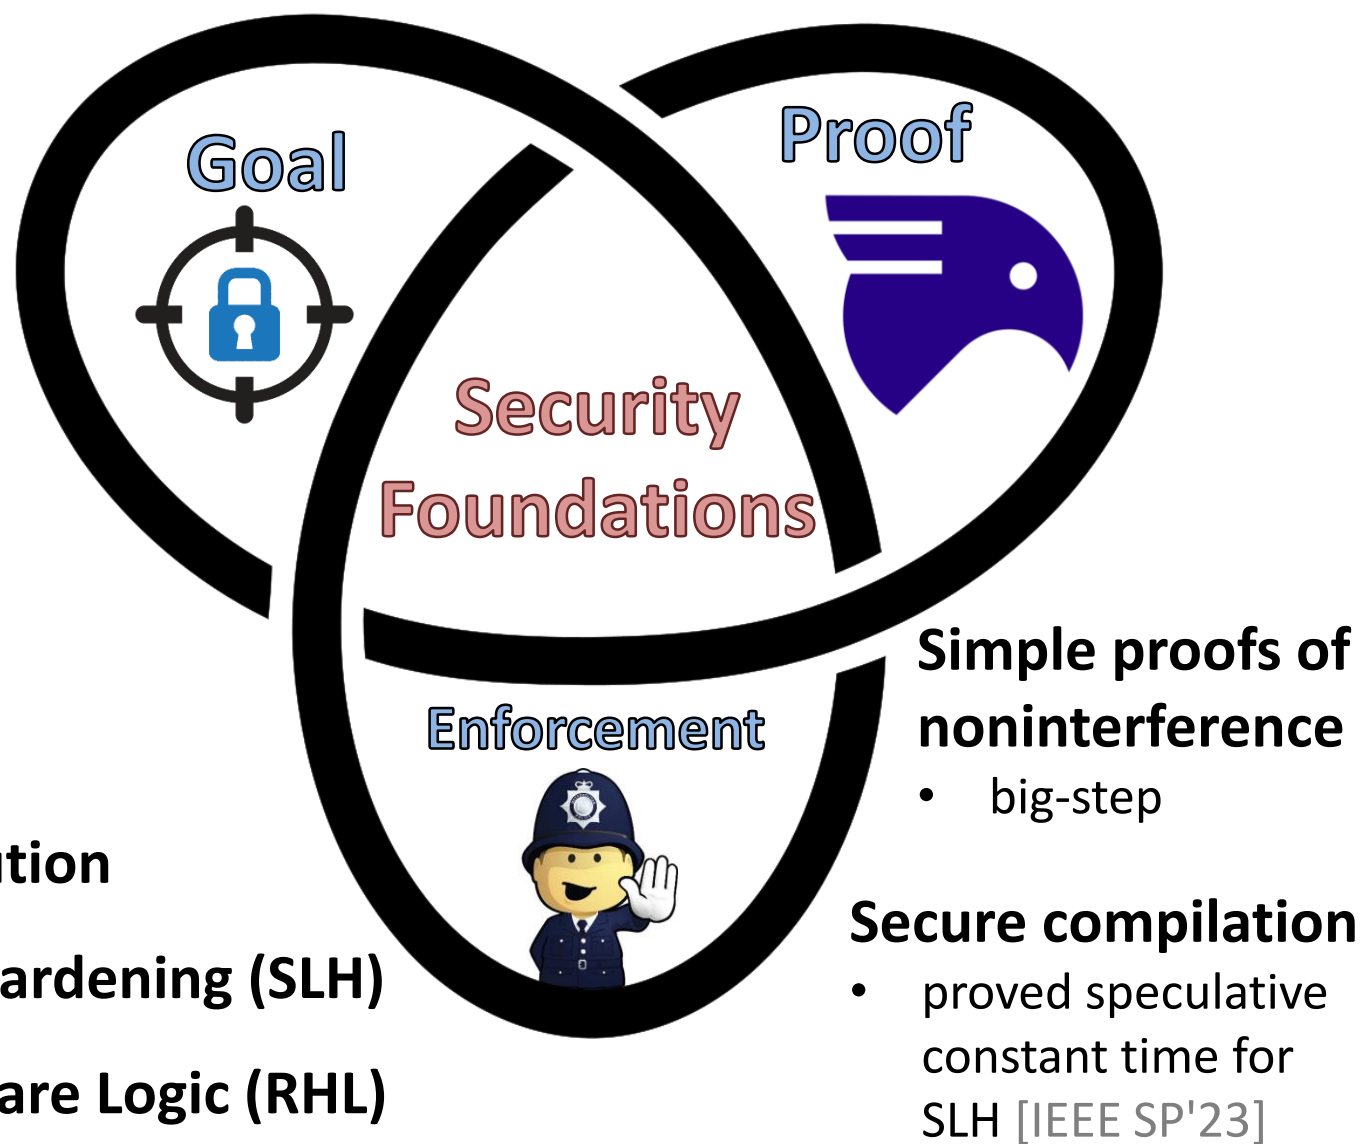 Goal
Proof
Security
Foundations
Enforcement
Simple proofs of
noninterference
• big-step
ution
ardening (SLH)
are Logic (RHL)
Secure compilation
• proved speculative
constant time for
SLH [IEEE SP'23]